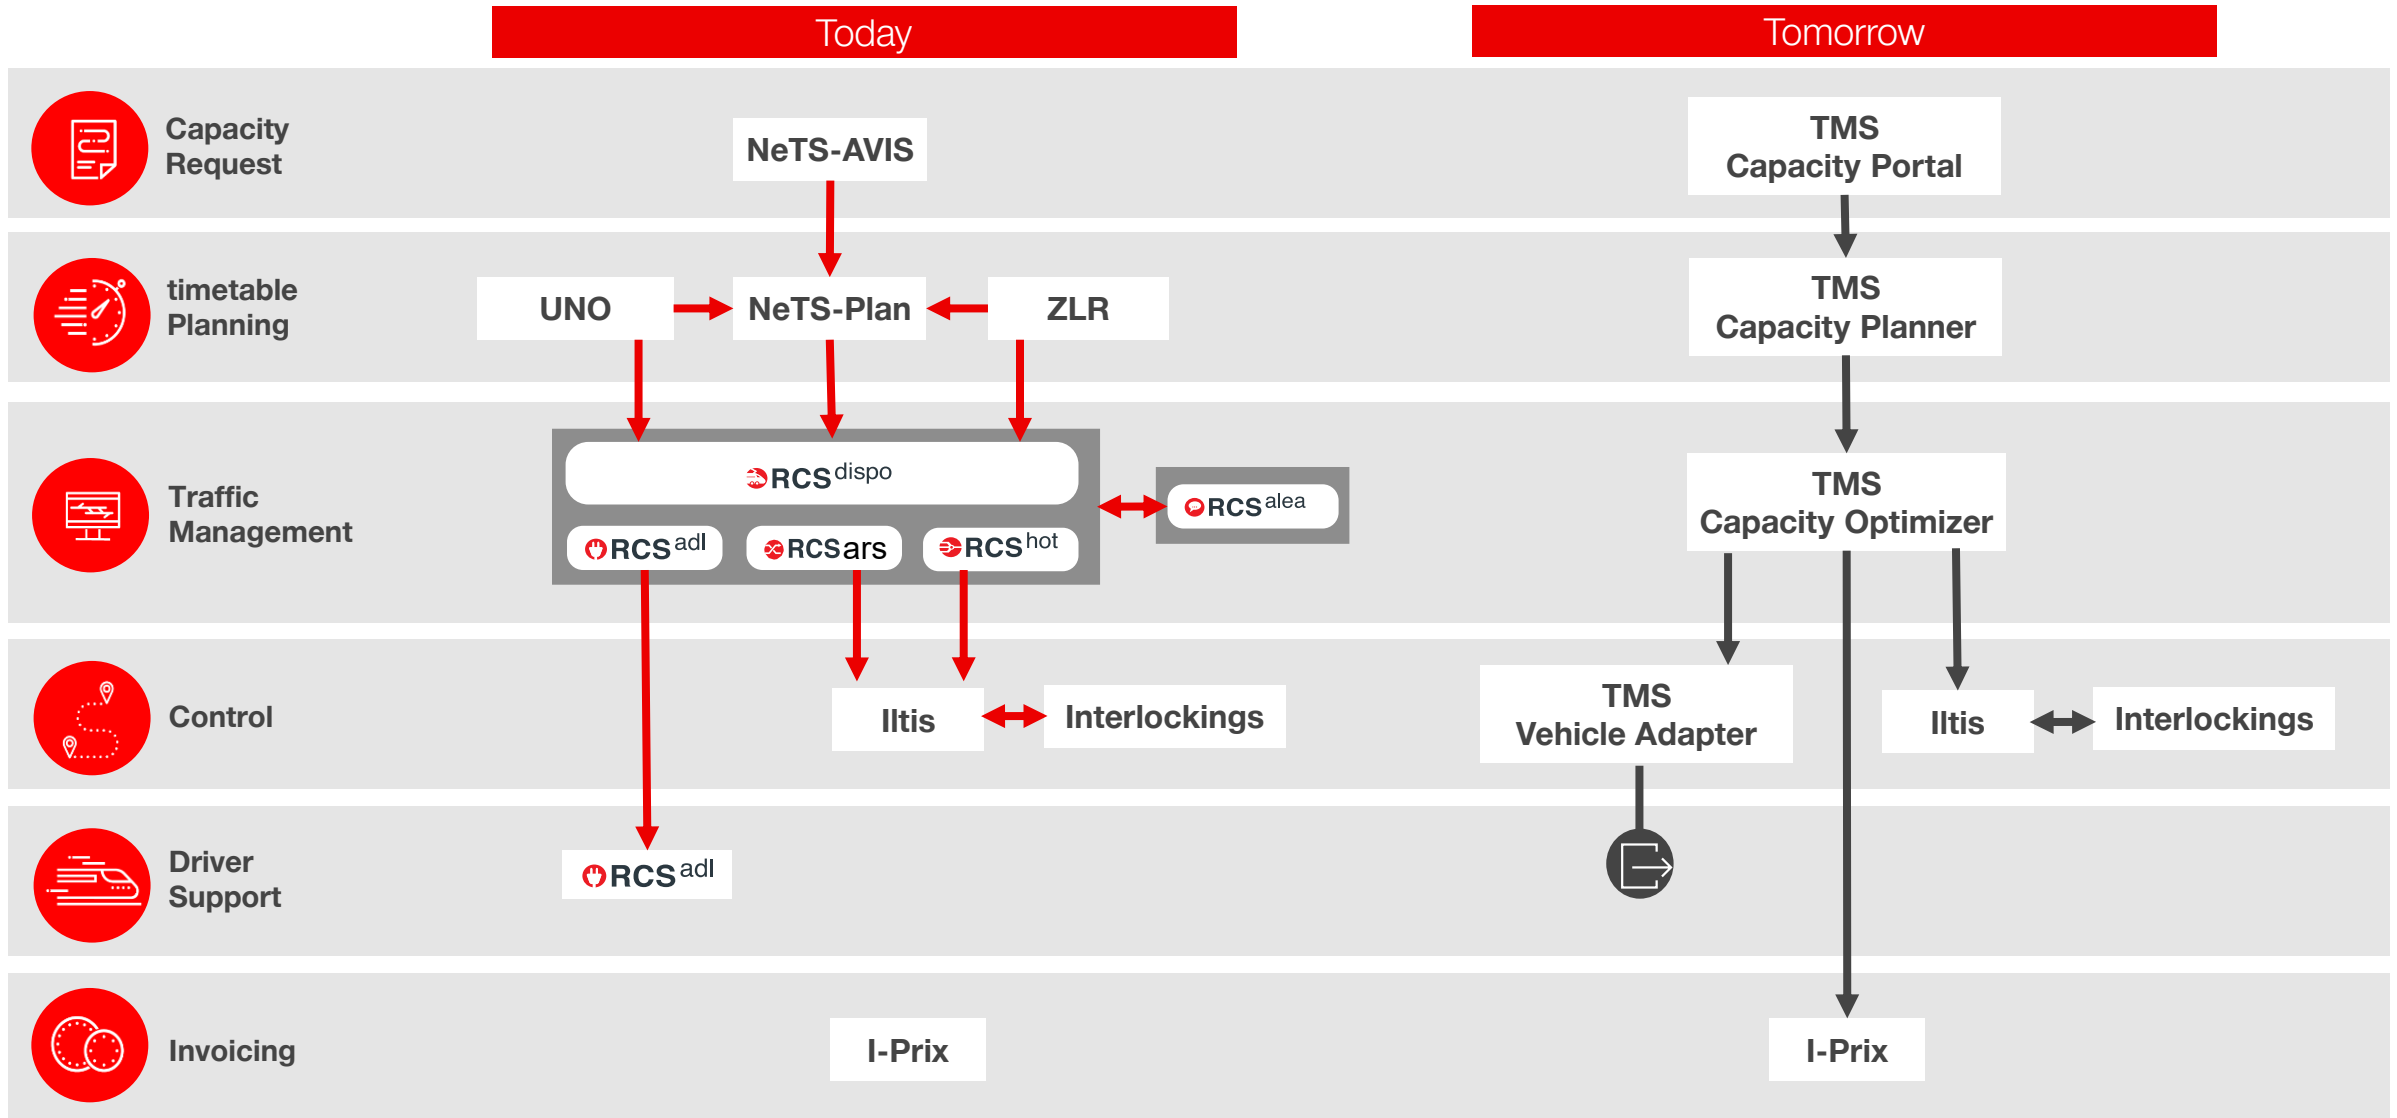 Today
Tomorrow
Capacity
Request
NeTS-AVIS
TMS
Capacity Portal
timetable
Planning
UNO
NeTS-Plan
ZLR
TMS
Capacity Planner
Traffic
Management
RCS dispo
RCS adl
RCS ars
RCS hot
RCS alea
TMS
Capacity Optimizer
Control
Iltis
Interlockings
TMS
Vehicle Adapter
Iltis
Interlockings
Driver
Support
RCS adl
Invoicing
I-Prix
I-Prix